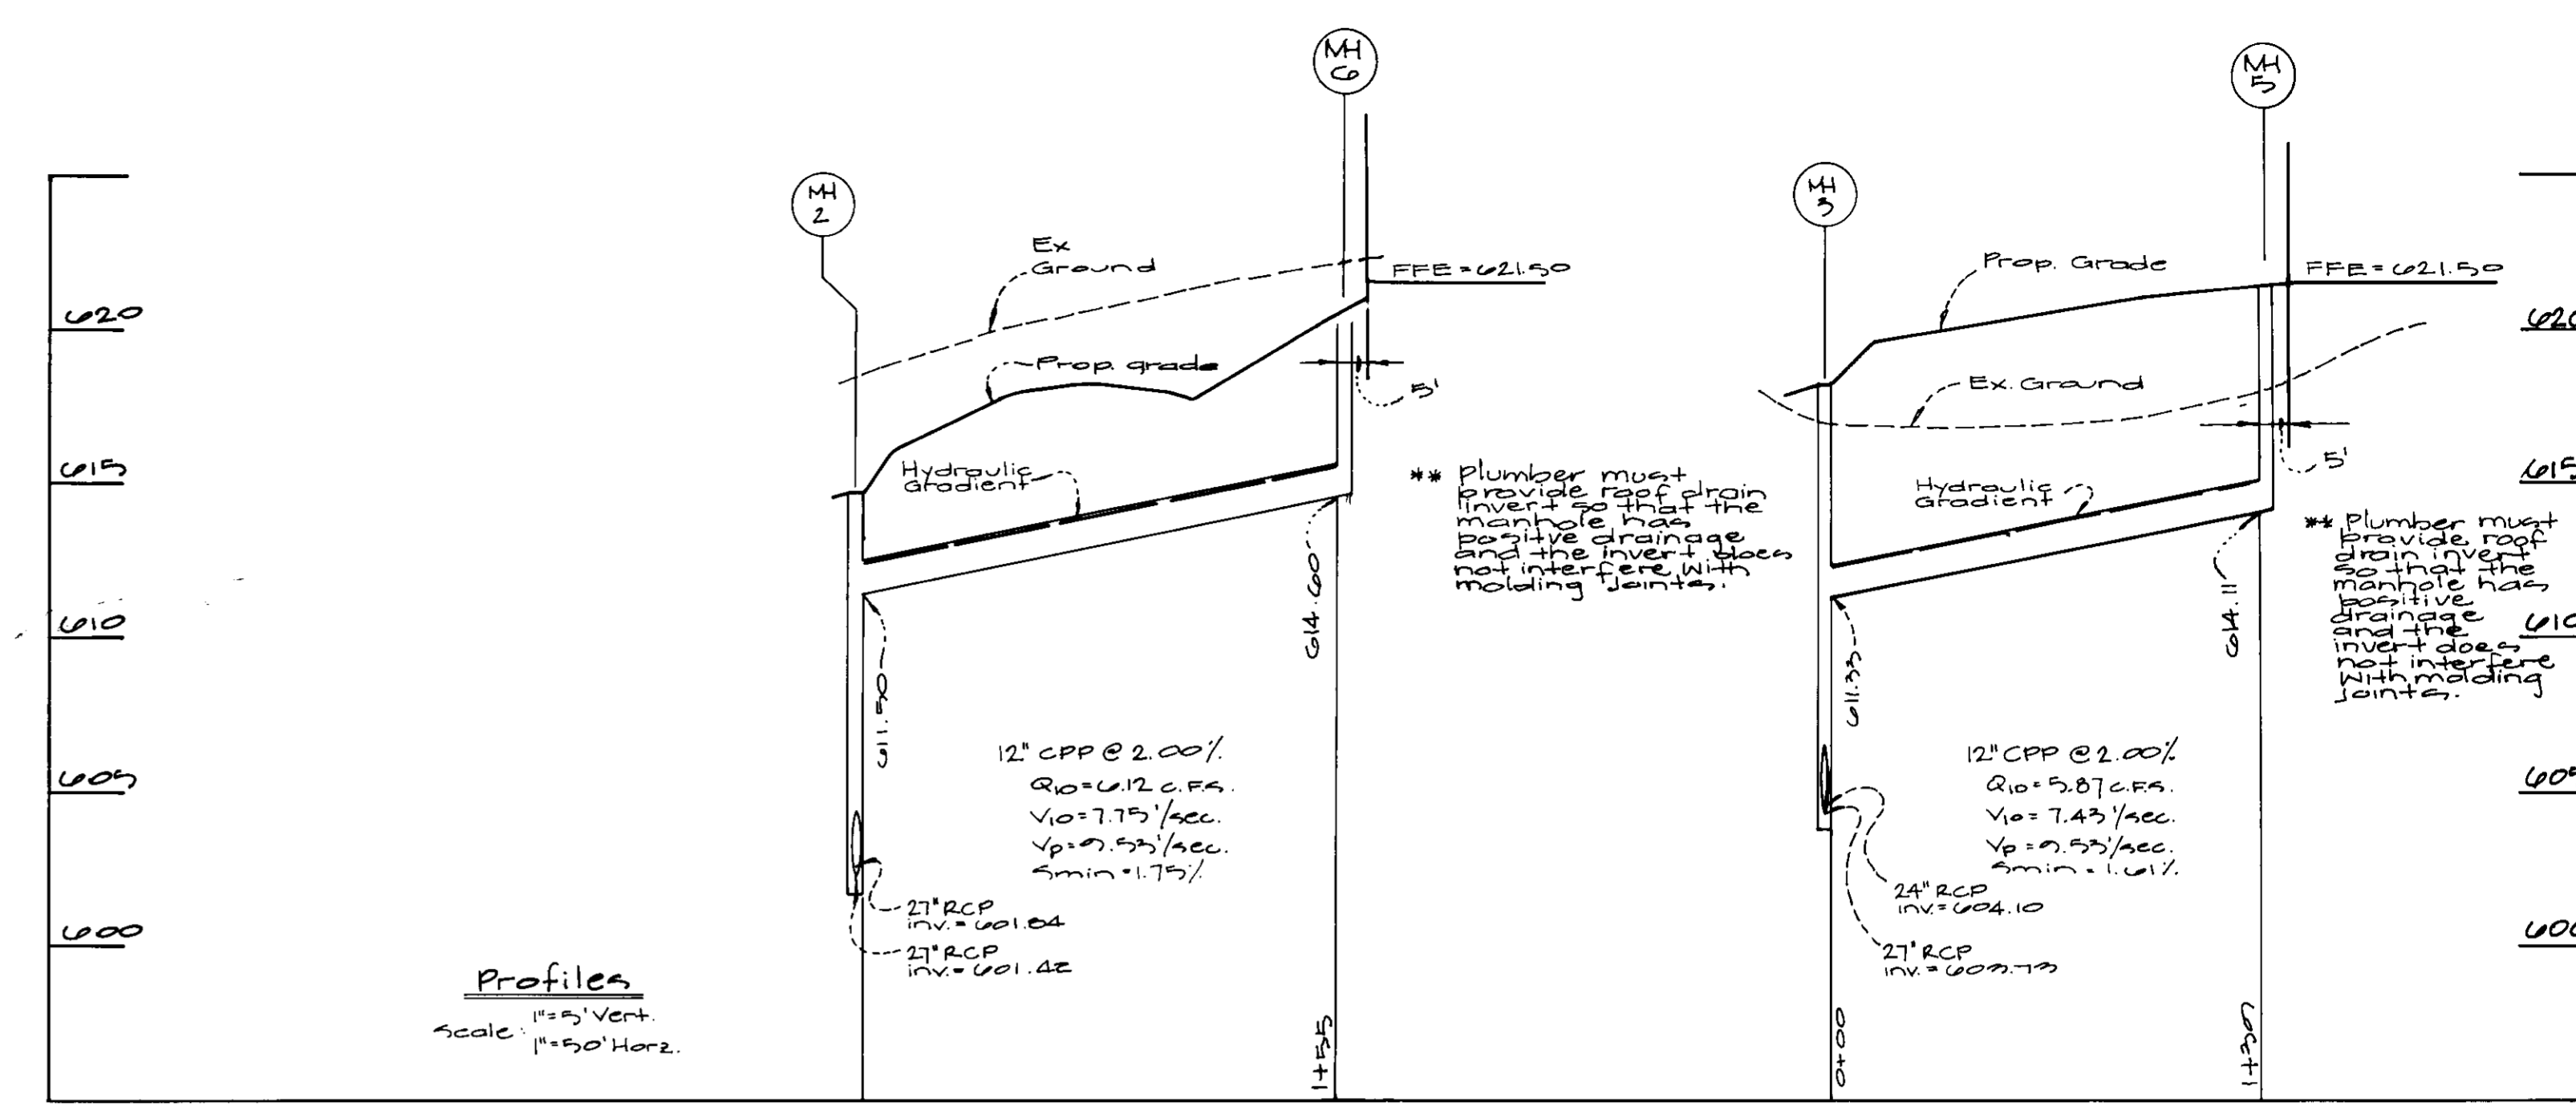 MH
6
MH
5
MH
2
MH
3
Ex
Ground
FFE = 621.50
Prop. Grade
FFE = 621.50
620
620
Prop. grade
5'
Ex. Ground
615
Hydraulic
Gradient
** Plumber must
provide roof drain
invert so that the
manhole has
positive drainage
and the invert does
not interfere with
molding joints.
5'
615
Hydraulic
Gradient
** Plumber must
provide roof
drain invert
so that the
manhole has
positive
drainage
and the
invert does
not interfere
with molding
joints.
610
610
614.60
614.11
611.50
611.33
605
605
12" CPP @ 2.00%
Q10 = 6.12 c.f.s.
V10 = 7.75'/sec.
Vp = 9.53'/sec.
Smin = 1.75%
12" CPP @ 2.00%
Q10 = 5.87 c.f.s.
V10 = 7.43'/sec.
Vp = 9.53'/sec.
Smin = 1.61%
27" RCP
inv. = 601.84
27" RCP
inv. = 601.42
24" RCP
inv. = 604.10
27" RCP
inv. = 603.73
600
600
Profiles
Scale: 1" = 5' Vert.
1" = 50' Horz.
1+55
0+00
1+39